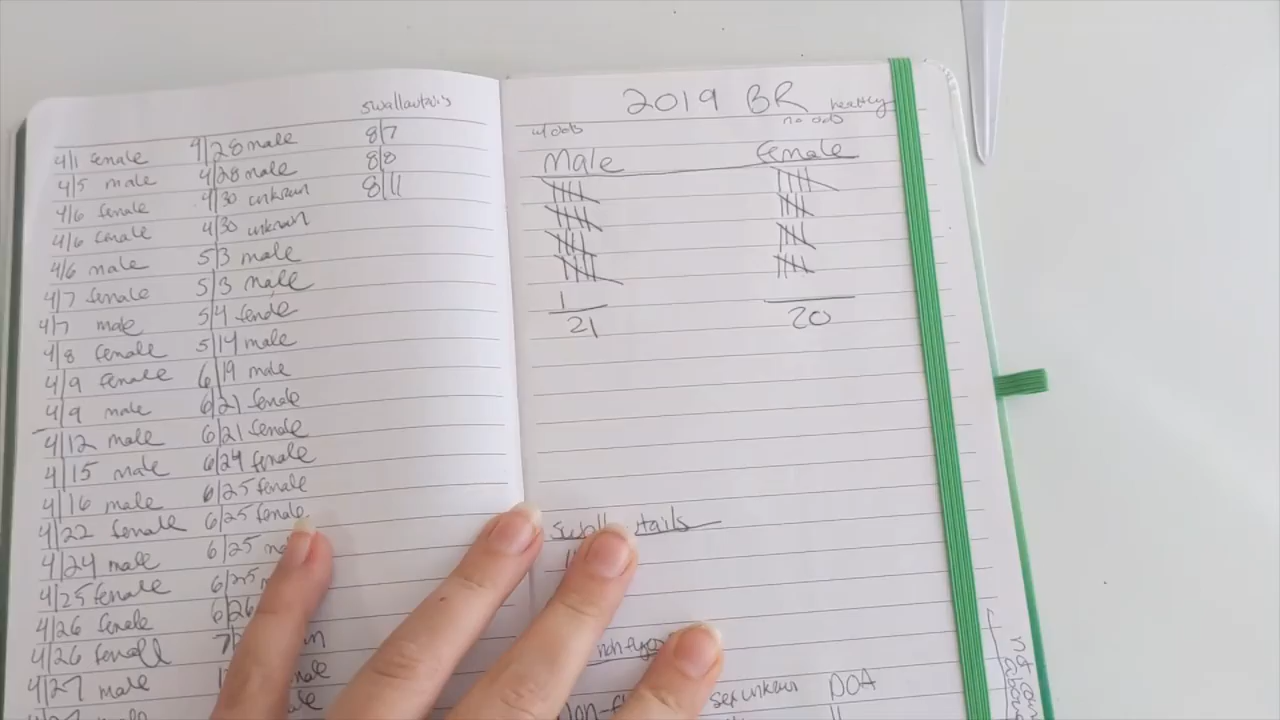 swallowtails
4/1 female 4/28 male 8/7
4/5 male 4/28 male 8/8
4/6 female 4/30 unknown 8/11
4/6 female 4/30 unknown
4/6 male 5/3 male
4/7 female 5/3 male
4/7 male 5/4 female
4/8 female 5/14 male
4/9 female 6/19 male
4/9 male 6/21 female
4/12 male 6/21 female
4/15 male 6/24 female
4/16 male 6/25 female
4/22 female 6/25 female
4/24 male 6/25
4/25 female 6/25
4/26 female 6/26
4/26 female
4/27 male
2019 BR healthy
no
Male Female
1
21 20
Swall tails
Non-f sex unknown DOA